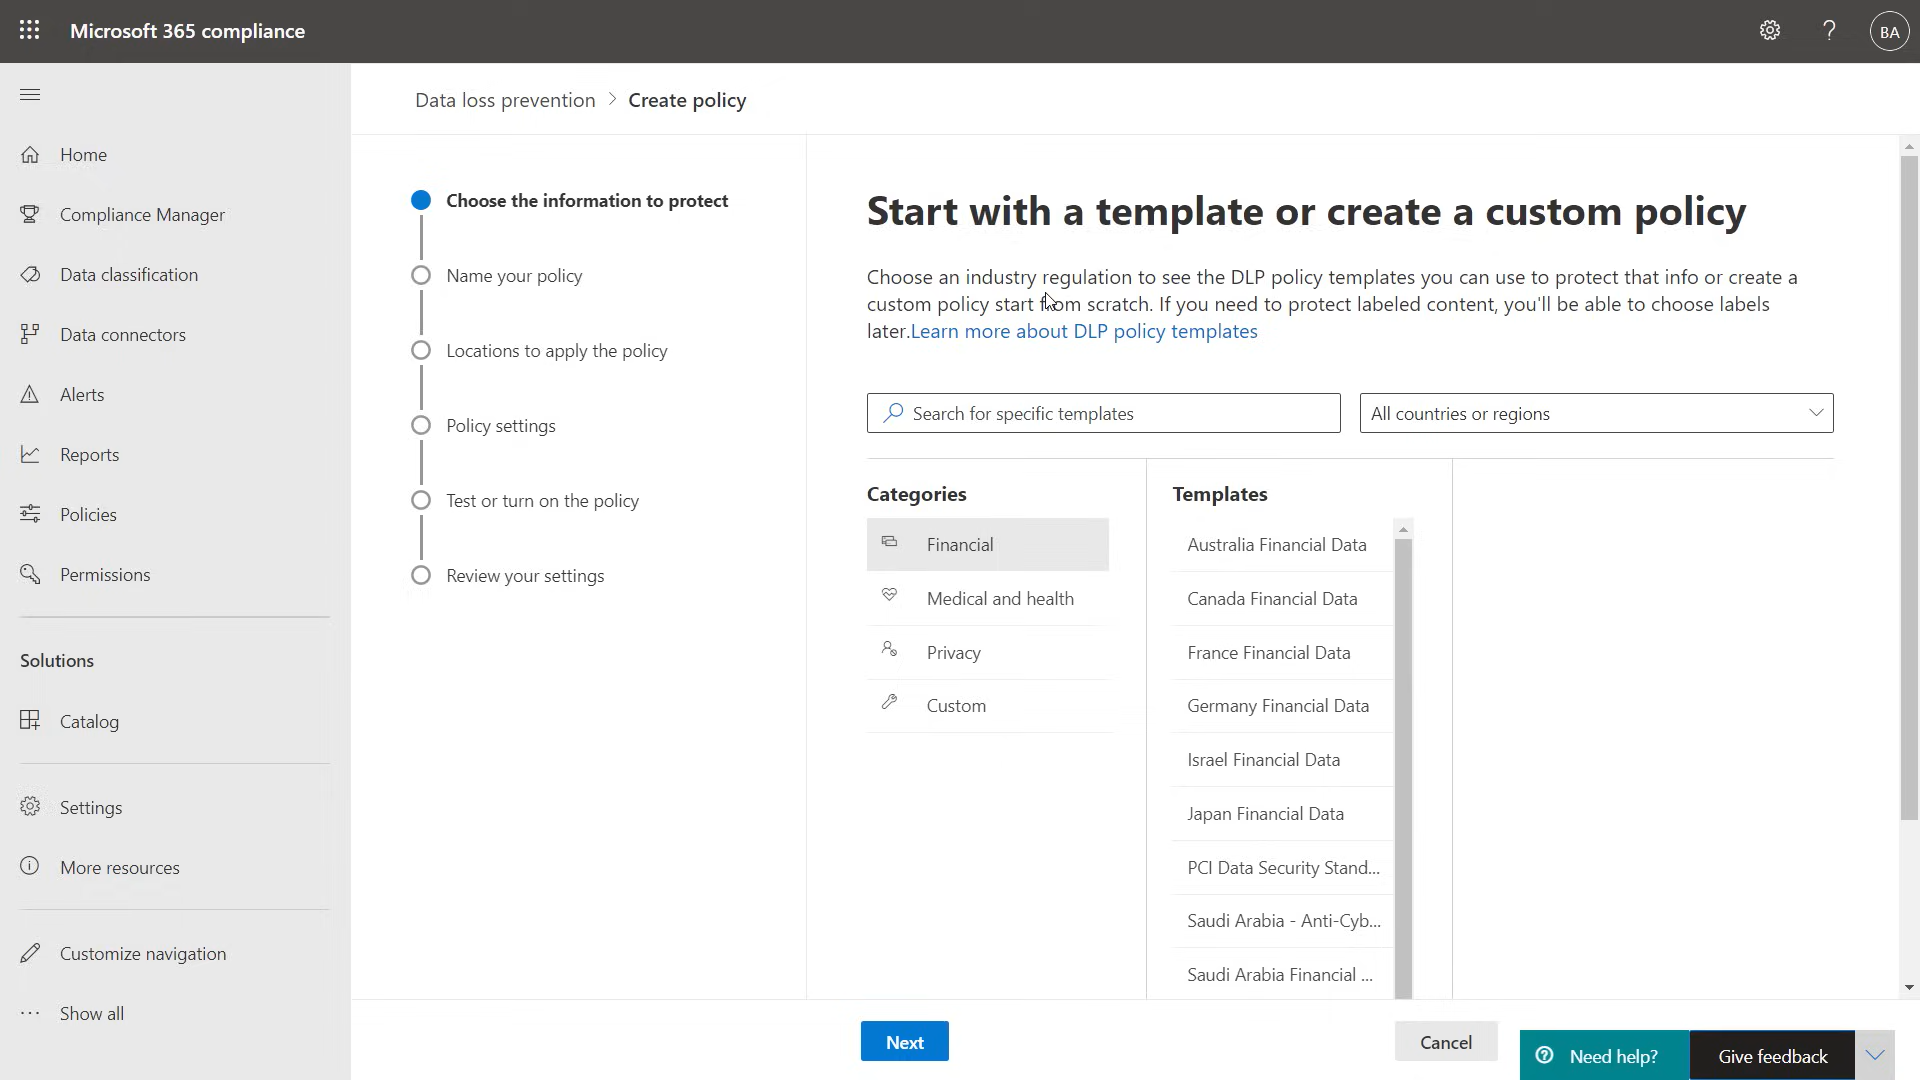 Microsoft 365 compliance
BA
Data loss prevention
Create policy
Home
Compliance Manager
Data classification
Data connectors
Alerts
Reports
Policies
Permissions
Solutions
Catalog
Settings
More resources
Customize navigation
Show all
Choose the information to protect
Name your policy
Locations to apply the policy
Policy settings
Test or turn on the policy
Review your settings
Start with a template or create a custom policy
Choose an industry regulation to see the DLP policy templates you can use to protect that info or create a
custom policy start from scratch. If you need to protect labeled content, you'll be able to choose labels
later.Learn more about DLP policy templates
Search for specific templates
All countries or regions
Categories
Financial
Medical and health
Privacy
Custom
Templates
Australia Financial Data
Canada Financial Data
France Financial Data
Germany Financial Data
Israel Financial Data
Japan Financial Data
PCI Data Security Stand...
Saudi Arabia - Anti-Cyb...
Saudi Arabia Financial ...
Next
Cancel
Need help?
Give feedback